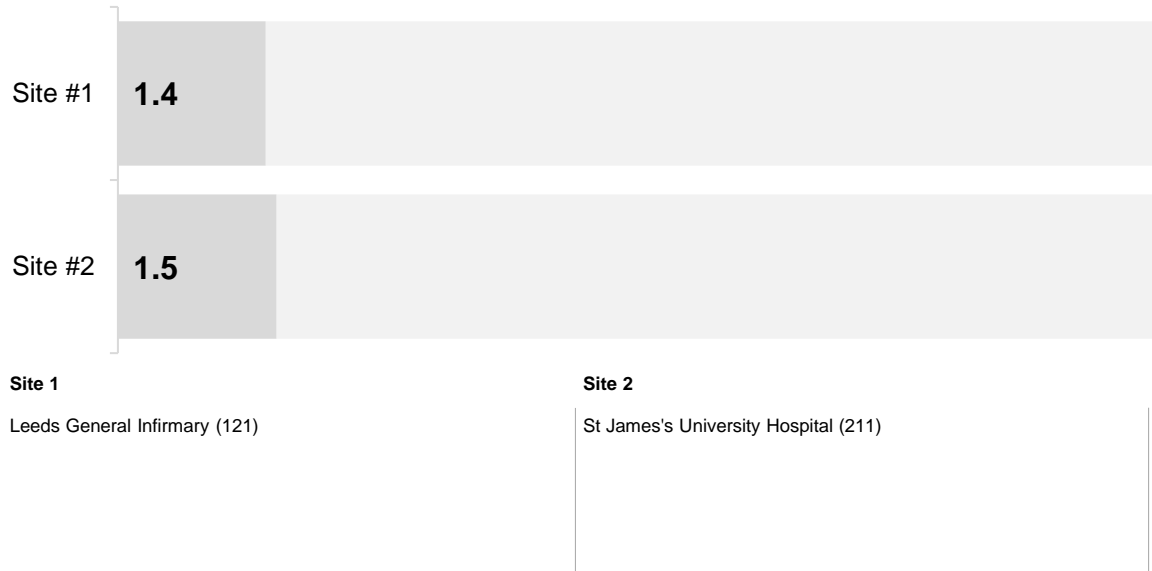 Site #1 1.4
Site #2 1.5
Site 1
Site 2
Leeds General Infirmary (121)
St James's University Hospital (211)